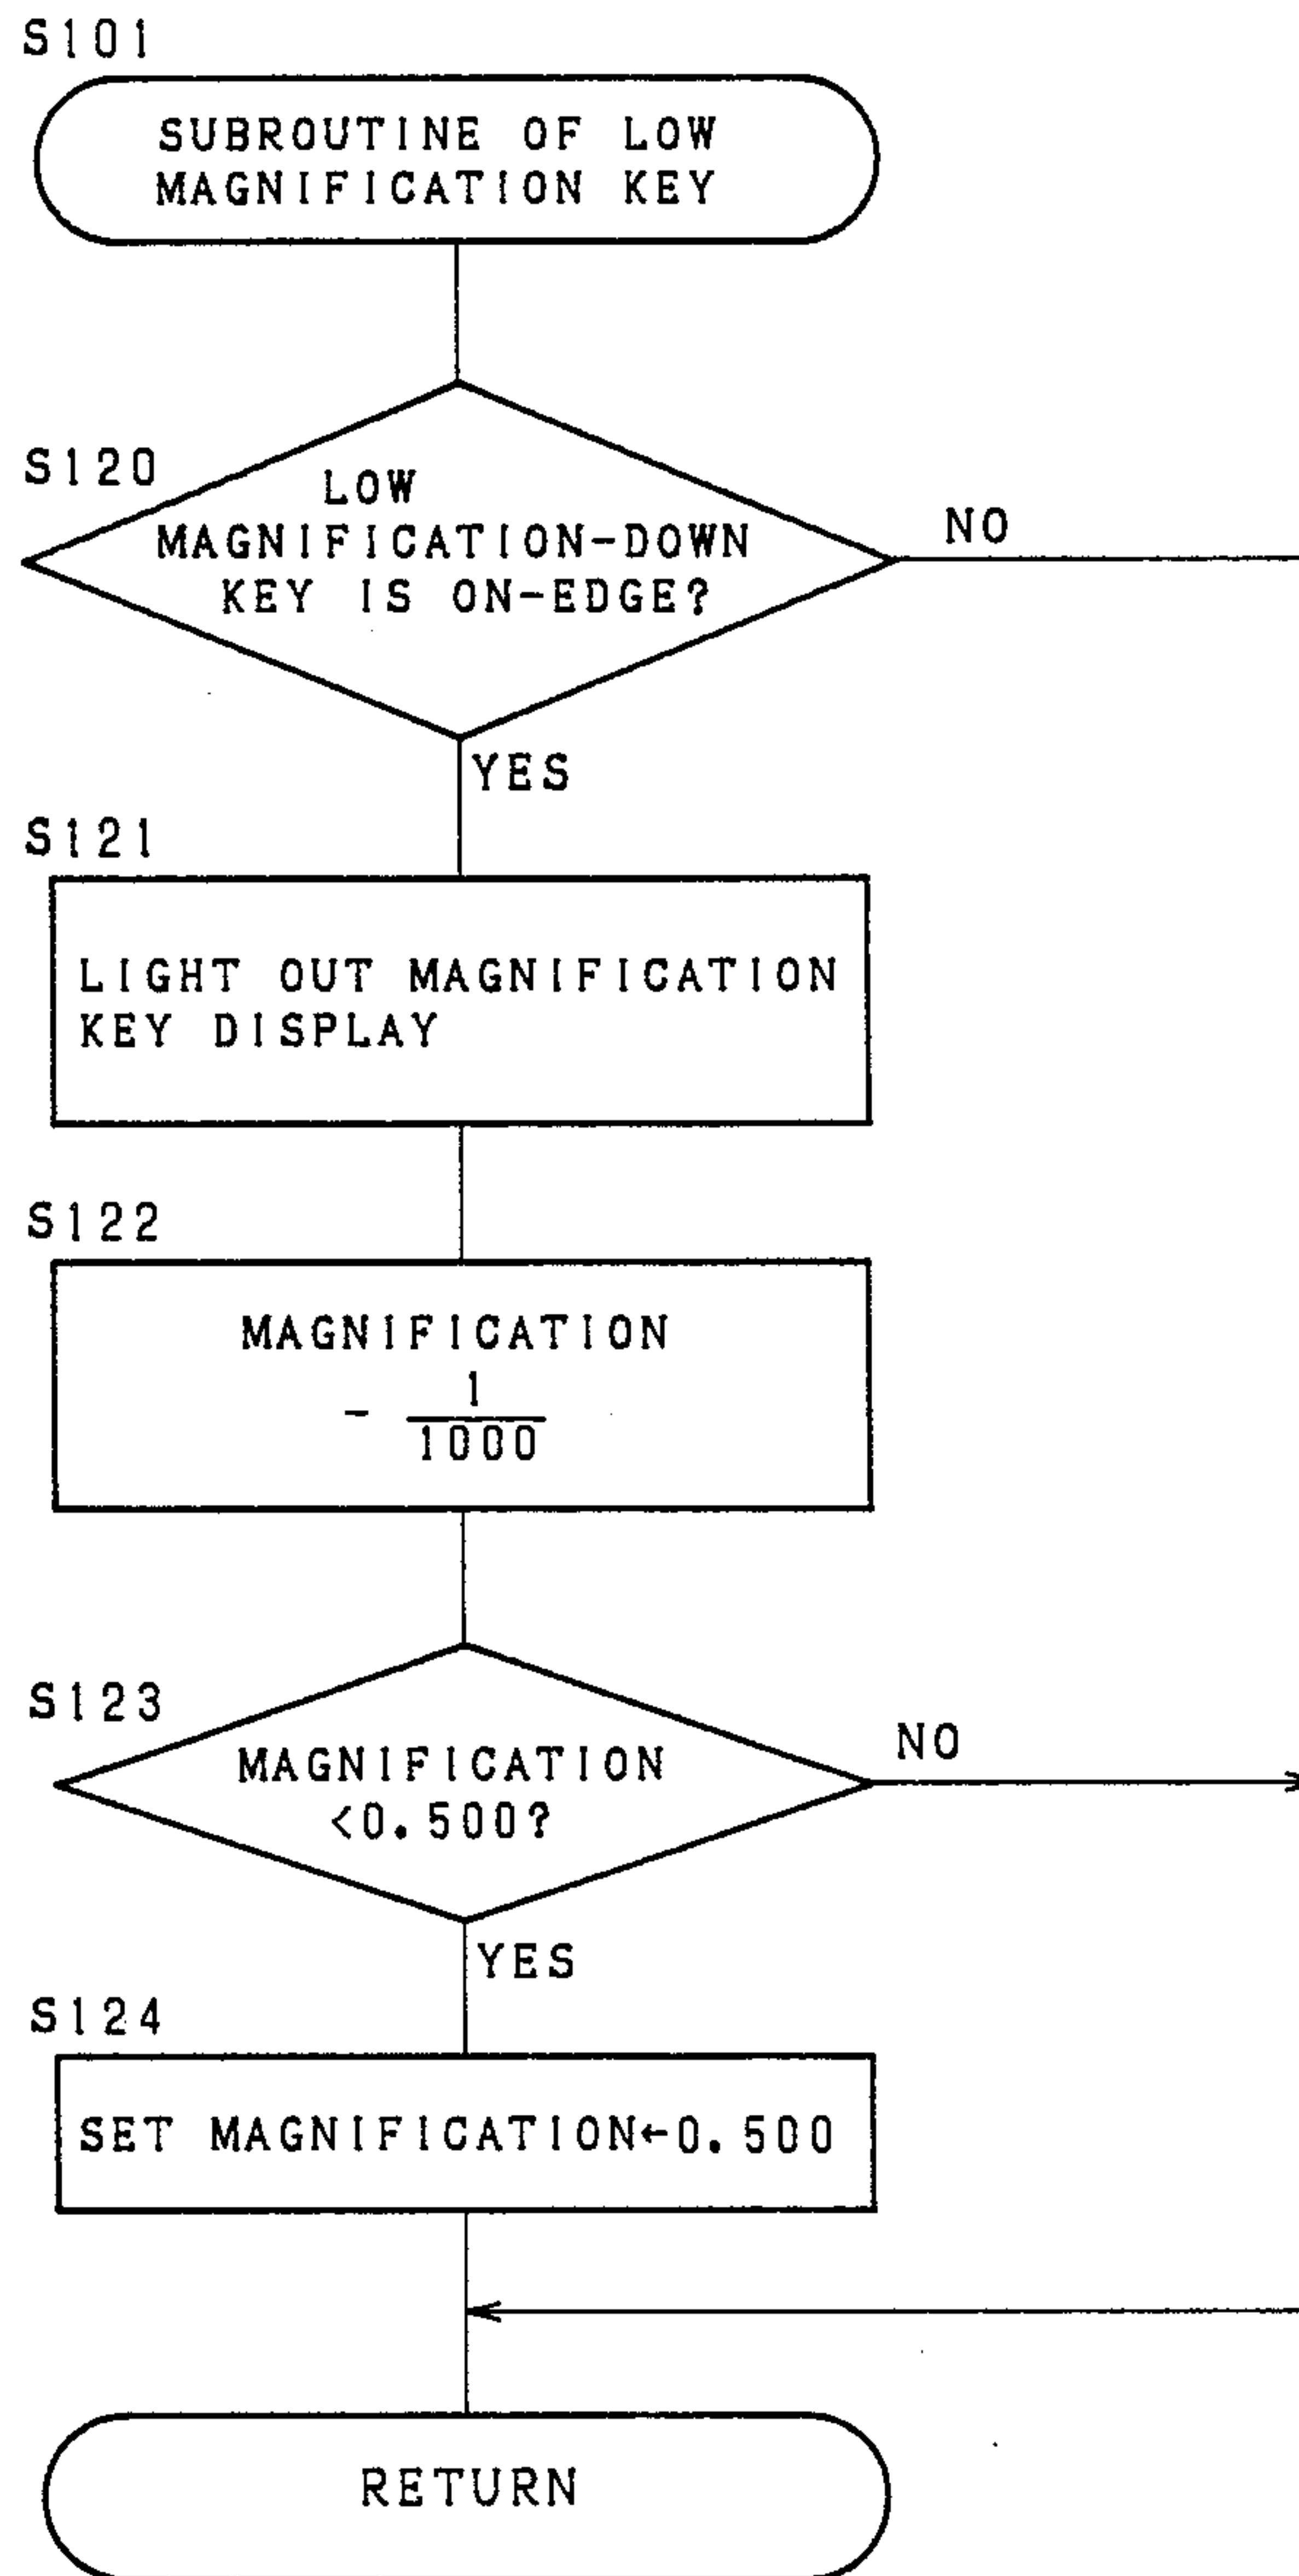 S101
SUBROUTINE OF LOW
MAGNIFICATION KEY
S120
LOW
MAGNIFICATION-DOWN
KEY IS ON-EDGE?
NO
YES
S121
LIGHT OUT MAGNIFICATION
KEY DISPLAY
S122
MAGNIFICATION
- 1
1000
S123
MAGNIFICATION
<0.500?
NO
YES
S124
SET MAGNIFICATION←0.500
RETURN